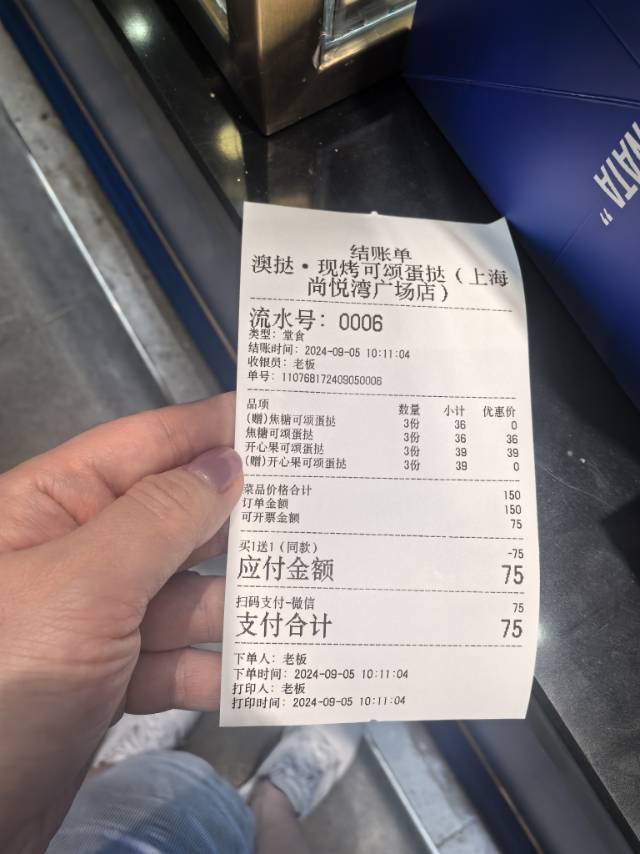 结账单
澳挞·现烤可颂蛋挞（上海
尚悦湾广场店）
流水号：0006
类型：堂食
结账时间：2024-09-05 10:11:04
收银员：老板
单号：110768172409050006
品项 数量 小计 优惠价
(赠)焦糖可颂蛋挞 3份 36 0
焦糖可颂蛋挞 3份 36 36
开心果可颂蛋挞 3份 39 39
(赠)开心果可颂蛋挞 3份 39 0
菜品价格合计 150
订单金额 150
可开票金额 75
买1送1(同款) -75
应付金额 75
扫码支付-微信 75
支付合计 75
下单人：老板
下单时间：2024-09-05 10:11:04
打印人：老板
打印时间：2024-09-05 10:11:04
NATA"